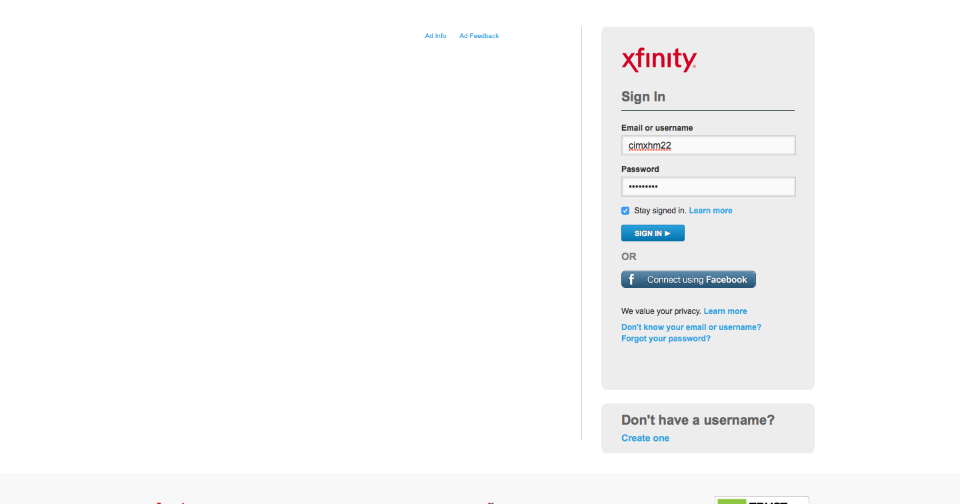 Ad Info Ad Feedback
xfinity
Sign In
Email or username
cimxhm22
Password
•••••••••
Stay signed in. Learn more
SIGN IN ▶
OR
f Connect using Facebook
We value your privacy. Learn more
Don't know your email or username?
Forgot your password?
Don't have a username?
Create one